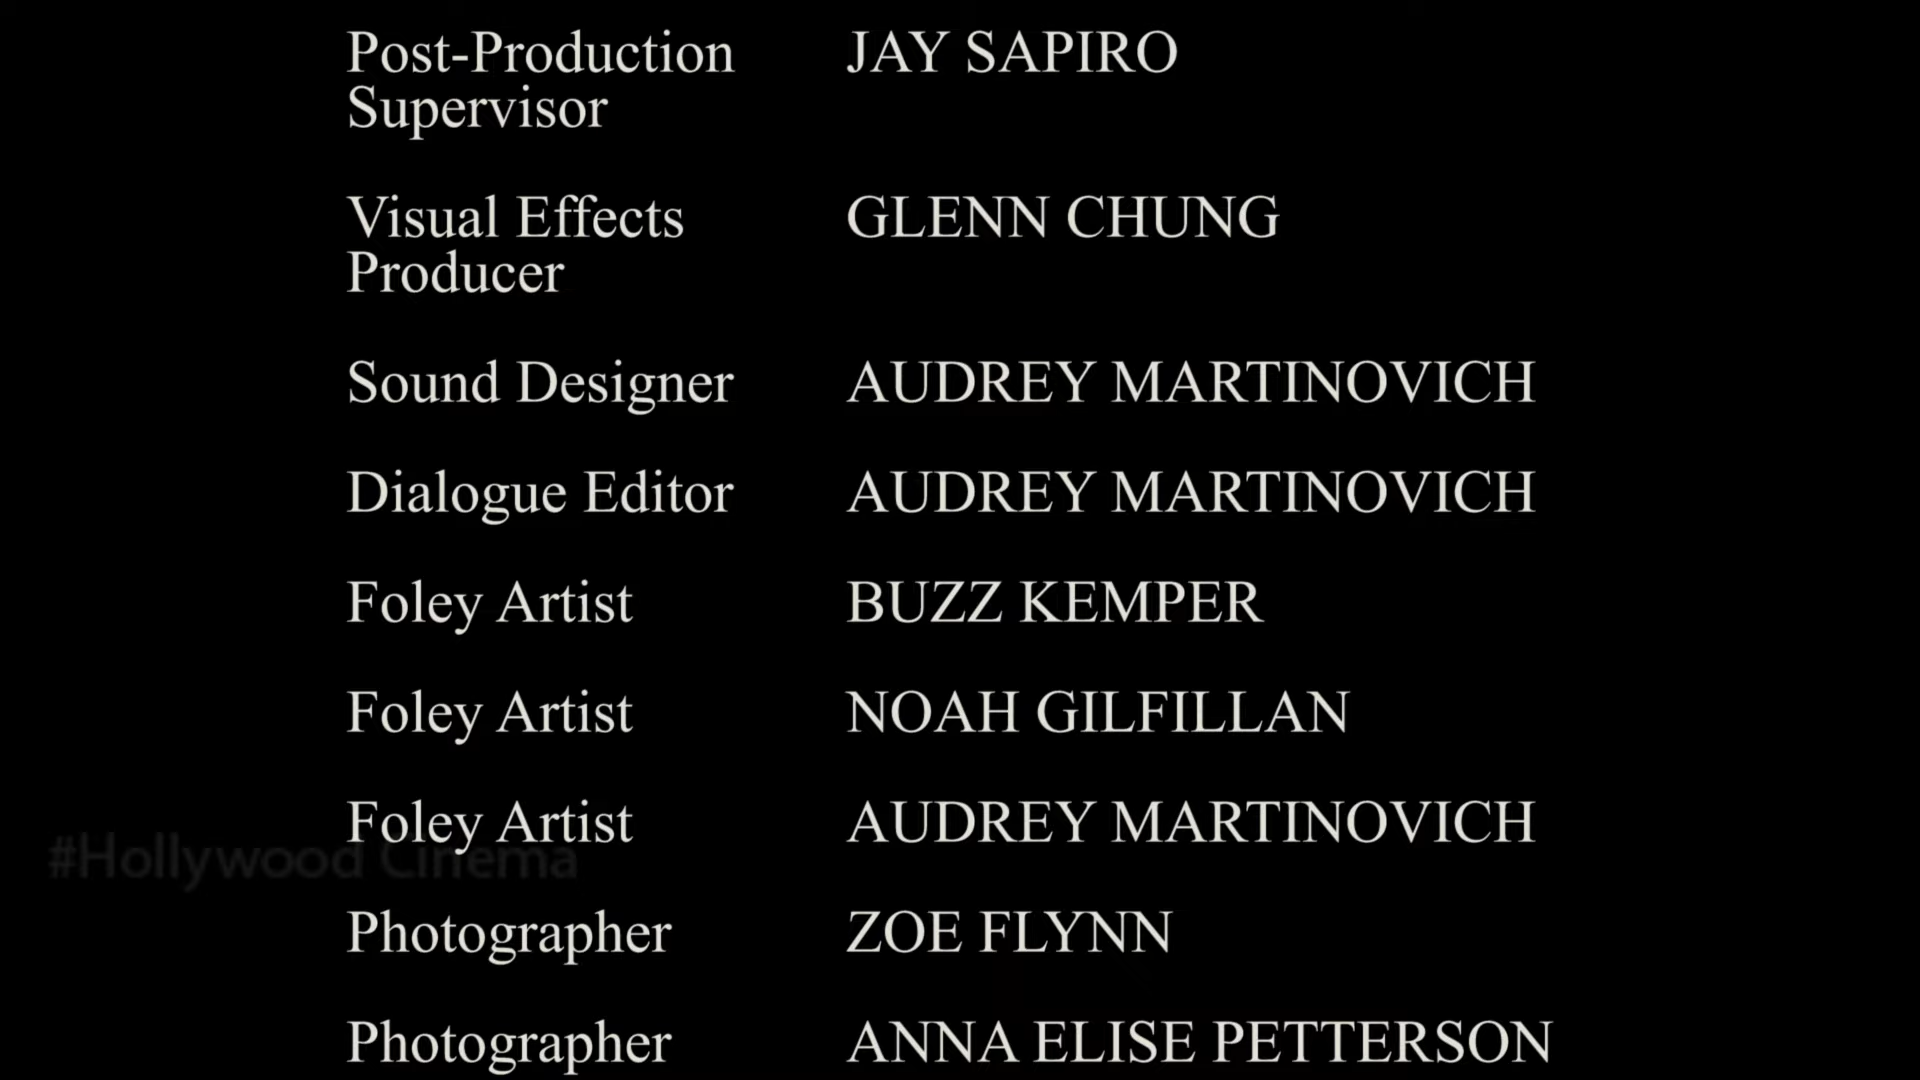 Post-Production JAY SAPIRO
Supervisor
Visual Effects GLENN CHUNG
Producer
Sound Designer AUDREY MARTINOVICH
Dialogue Editor AUDREY MARTINOVICH
Foley Artist BUZZ KEMPER
Foley Artist NOAH GILFILLAN
Foley Artist AUDREY MARTINOVICH
#Hollywood Cinema
Photographer ZOE FLYNN
Photographer ANNA ELISE PETTERSON